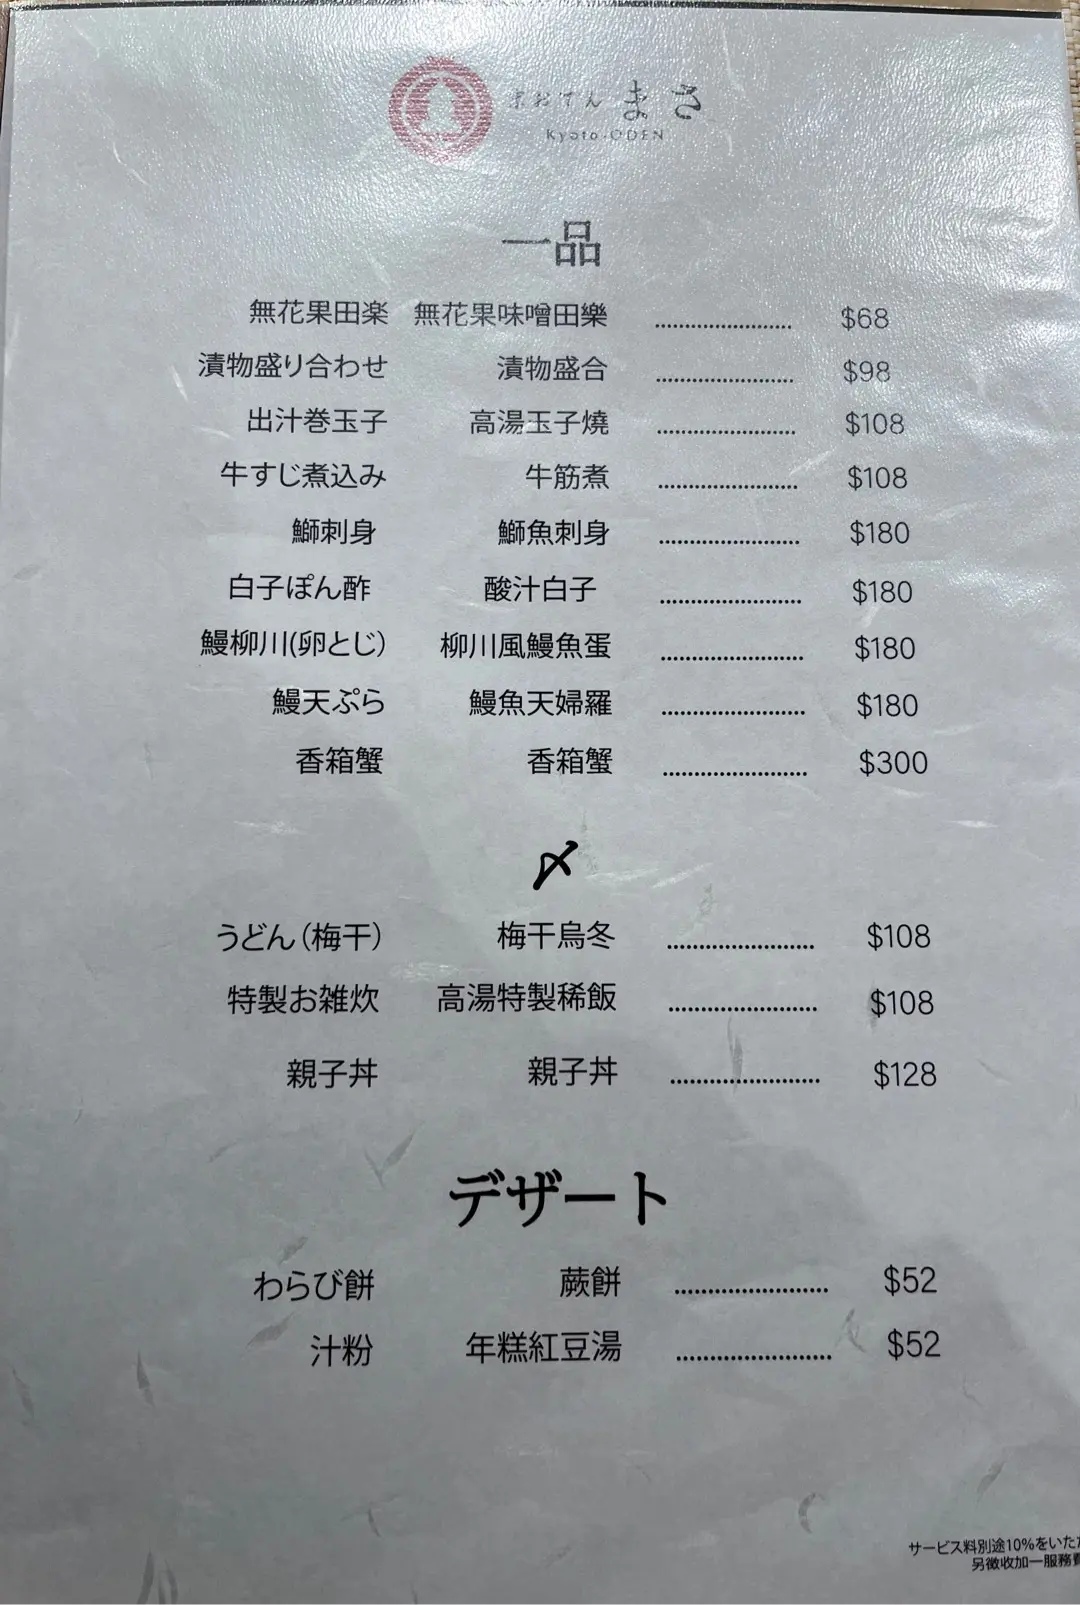 京おでん まさ
Kyoto-ODEN
一品
無花果田楽 無花果味噌田樂 $68
漬物盛り合わせ 漬物盛合 $98
出汁巻玉子 高湯玉子燒 $108
牛すじ煮込み 牛筋煮 $108
鰤刺身 鰤魚刺身 $180
白子ぽん酢 酸汁白子 $180
鰻柳川(卵とじ) 柳川風鰻魚蛋 $180
鰻天ぷら 鰻魚天婦羅 $180
香箱蟹 香箱蟹 $300
〆
うどん(梅干) 梅干烏冬 $108
特製お雑炊 高湯特製稀飯 $108
親子丼 親子丼 $128
デザート
わらび餅 蕨餅 $52
汁粉 年糕紅豆湯 $52
サービス料別途10%をいた
另徵收加一服務